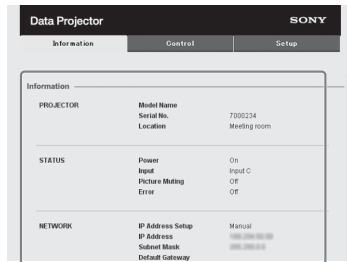 Data Projector SONY
Information Control Setup
Information
PROJECTOR Model Name
Serial No. 7000234
Location Meeting room
STATUS Power On
Input Input C
Picture Muting Off
Error Off
NETWORK IP Address Setup Manual
IP Address
Subnet Mask
Default Gateway